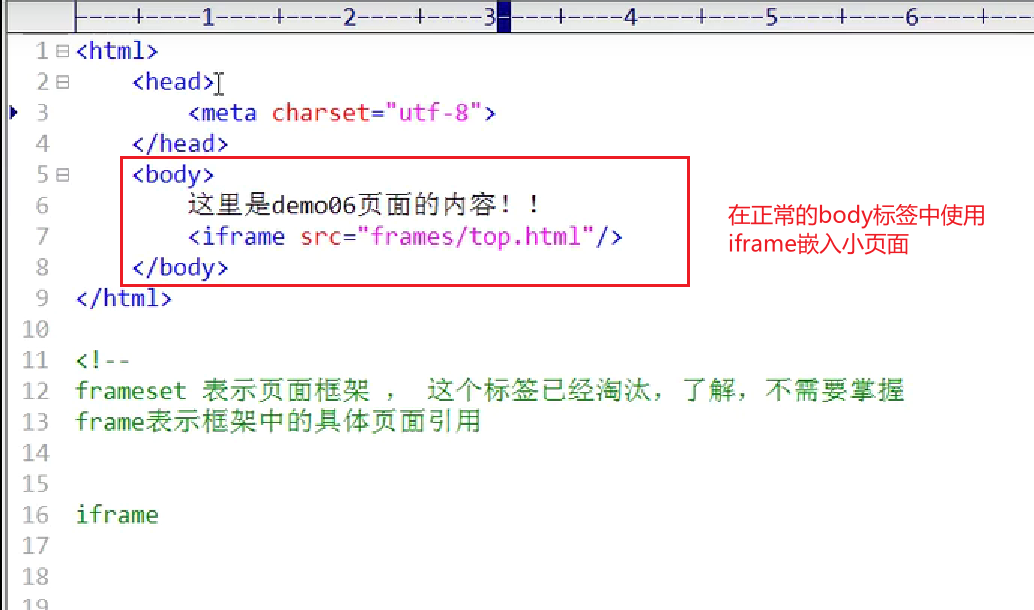 ----+----1----+----2----+----3----+----4----+----5----+----6----+---
1 <html>
2 <head>
3 <meta charset="utf-8">
4 </head>
5 <body>
6 这里是demo06页面的内容！！
7 <iframe src="frames/top.html"/>
8 </body>
9 </html>
10
11 <!--
12 frameset 表示页面框架 ， 这个标签已经淘汰，了解，不需要掌握
13 frame表示框架中的具体页面引用
14
15
16 iframe
17
18
19
在正常的body标签中使用
iframe嵌入小页面